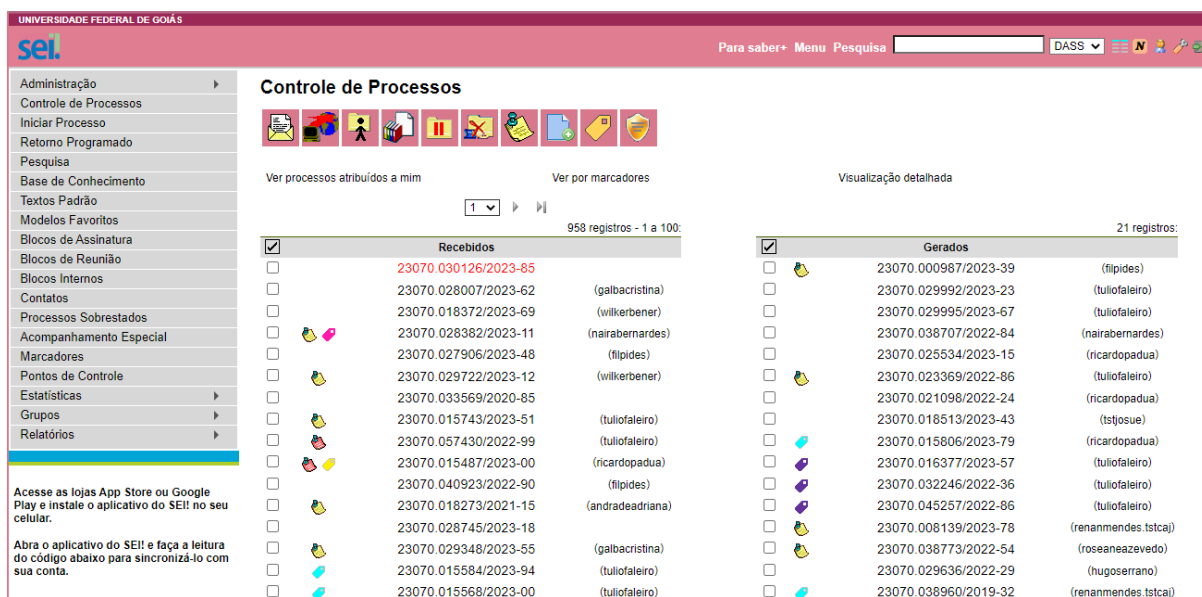 UNIVERSIDADE FEDERAL DE GOIÁS
sei!
Para saber+ Menu Pesquisa DASS N
Administração
Controle de Processos
Iniciar Processo
Retorno Programado
Pesquisa
Base de Conhecimento
Textos Padrão
Modelos Favoritos
Blocos de Assinatura
Blocos de Reunião
Blocos Internos
Contatos
Processos Sobrestados
Acompanhamento Especial
Marcadores
Pontos de Controle
Estatísticas
Grupos
Relatórios
Acesse as lojas App Store ou Google
Play e instale o aplicativo do SEI! no seu
celular.
Abra o aplicativo do SEI! e faça a leitura
do código abaixo para sincronizá-lo com
sua conta.
Controle de Processos
Ver processos atribuídos a mim Ver por marcadores Visualização detalhada
1
958 registros - 1 a 100:
Recebidos
23070.030126/2023-85
23070.028007/2023-62 (galbacristina)
23070.018372/2023-69 (wilkerbener)
23070.028382/2023-11 (nairabernardes)
23070.027906/2023-48 (filpides)
23070.029722/2023-12 (wilkerbener)
23070.033569/2020-85
23070.015743/2023-51 (tuliofaleiro)
23070.057430/2022-99 (tuliofaleiro)
23070.015487/2023-00 (ricardopadua)
23070.040923/2022-90 (filpides)
23070.018273/2021-15 (andradeadriana)
23070.028745/2023-18
23070.029348/2023-55 (galbacristina)
23070.015584/2023-94 (tuliofaleiro)
23070.015568/2023-00 (tuliofaleiro)
21 registros:
Gerados
23070.000987/2023-39 (filpides)
23070.029992/2023-23 (tuliofaleiro)
23070.029995/2023-67 (tuliofaleiro)
23070.038707/2022-84 (nairabernardes)
23070.025534/2023-15 (ricardopadua)
23070.023369/2022-86 (tuliofaleiro)
23070.021098/2022-24 (ricardopadua)
23070.018513/2023-43 (tstjosue)
23070.015806/2023-79 (ricardopadua)
23070.016377/2023-57 (tuliofaleiro)
23070.032246/2022-36 (tuliofaleiro)
23070.045257/2022-86 (tuliofaleiro)
23070.008139/2023-78 (renanmendes.tstcaj)
23070.038773/2022-54 (roseaneazevedo)
23070.029636/2022-29 (hugoserrano)
23070.038960/2019-32 (renanmendes.tstcaj)